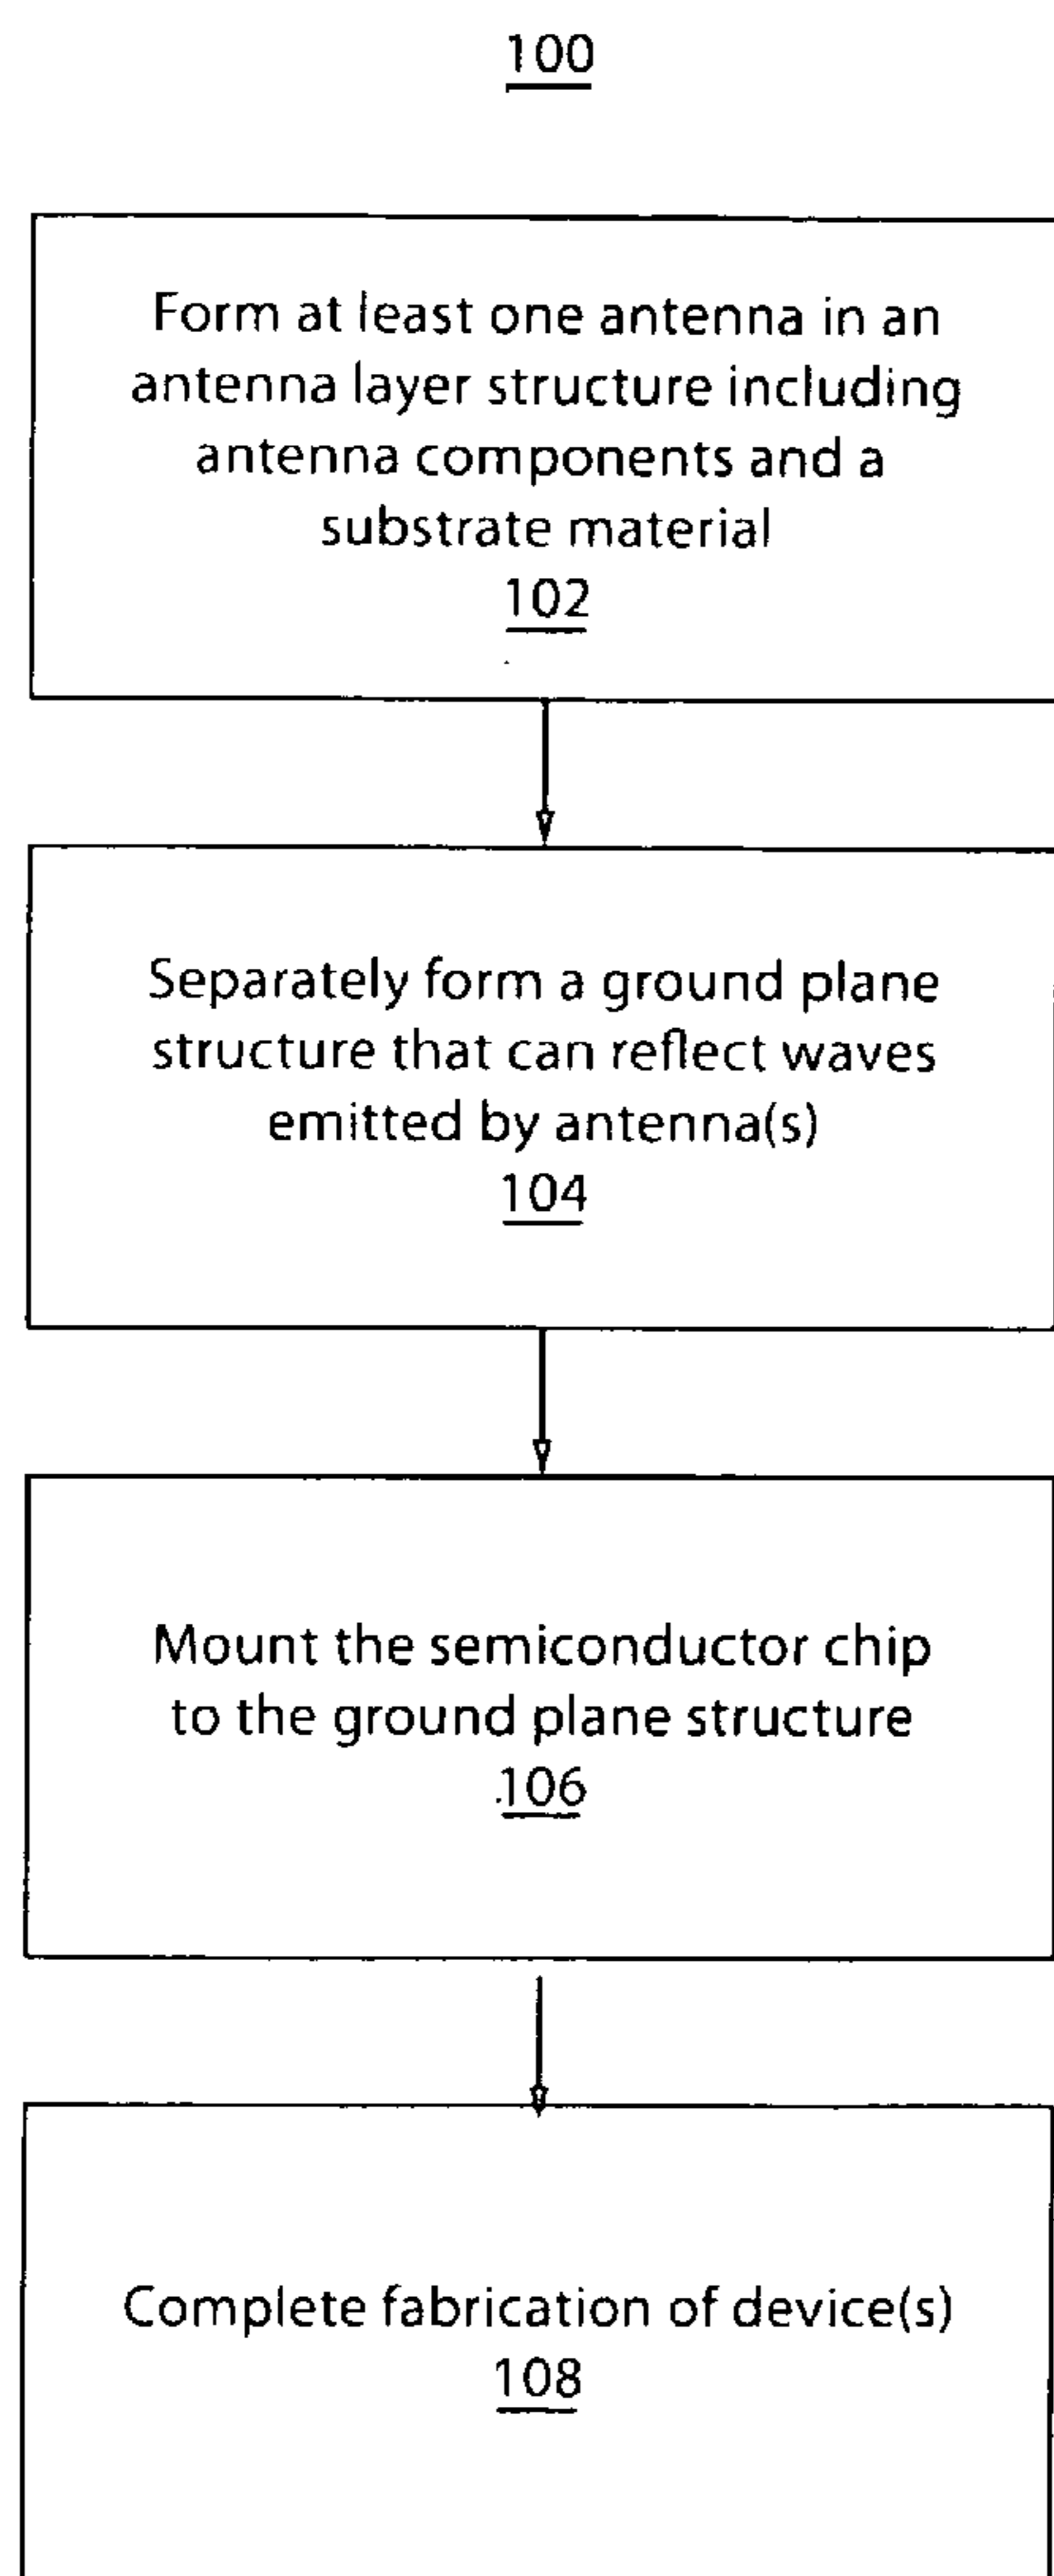 100
Form at least one antenna in an
antenna layer structure including
antenna components and a
substrate material
102
Separately form a ground plane
structure that can reflect waves
emitted by antenna(s)
104
Mount the semiconductor chip
to the ground plane structure
106
Complete fabrication of device(s)
108